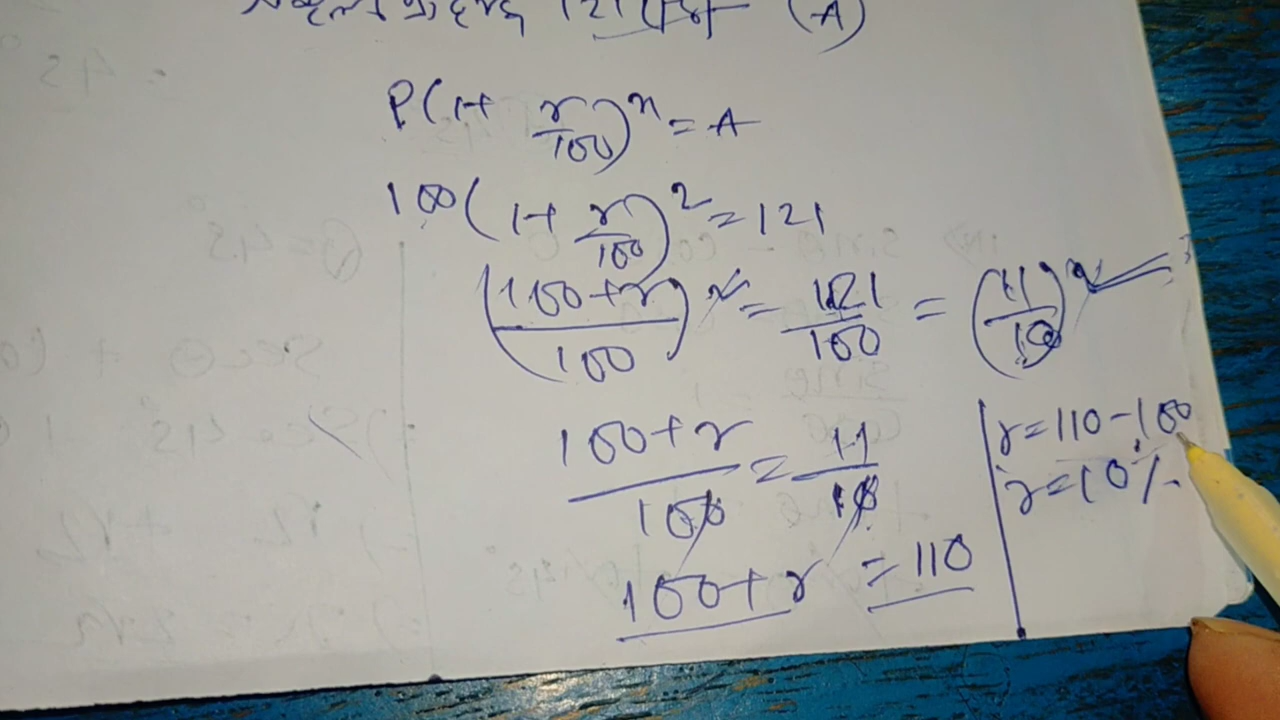 121 (A)
P(1+ r/100)^n = A
100(1+ r/100)^2 = 121
((100+r)/100)^2 = 121/100 = (11/10)^2
(100+r)/100 = 11/10
100+r = 110
r=110-100
r=10%